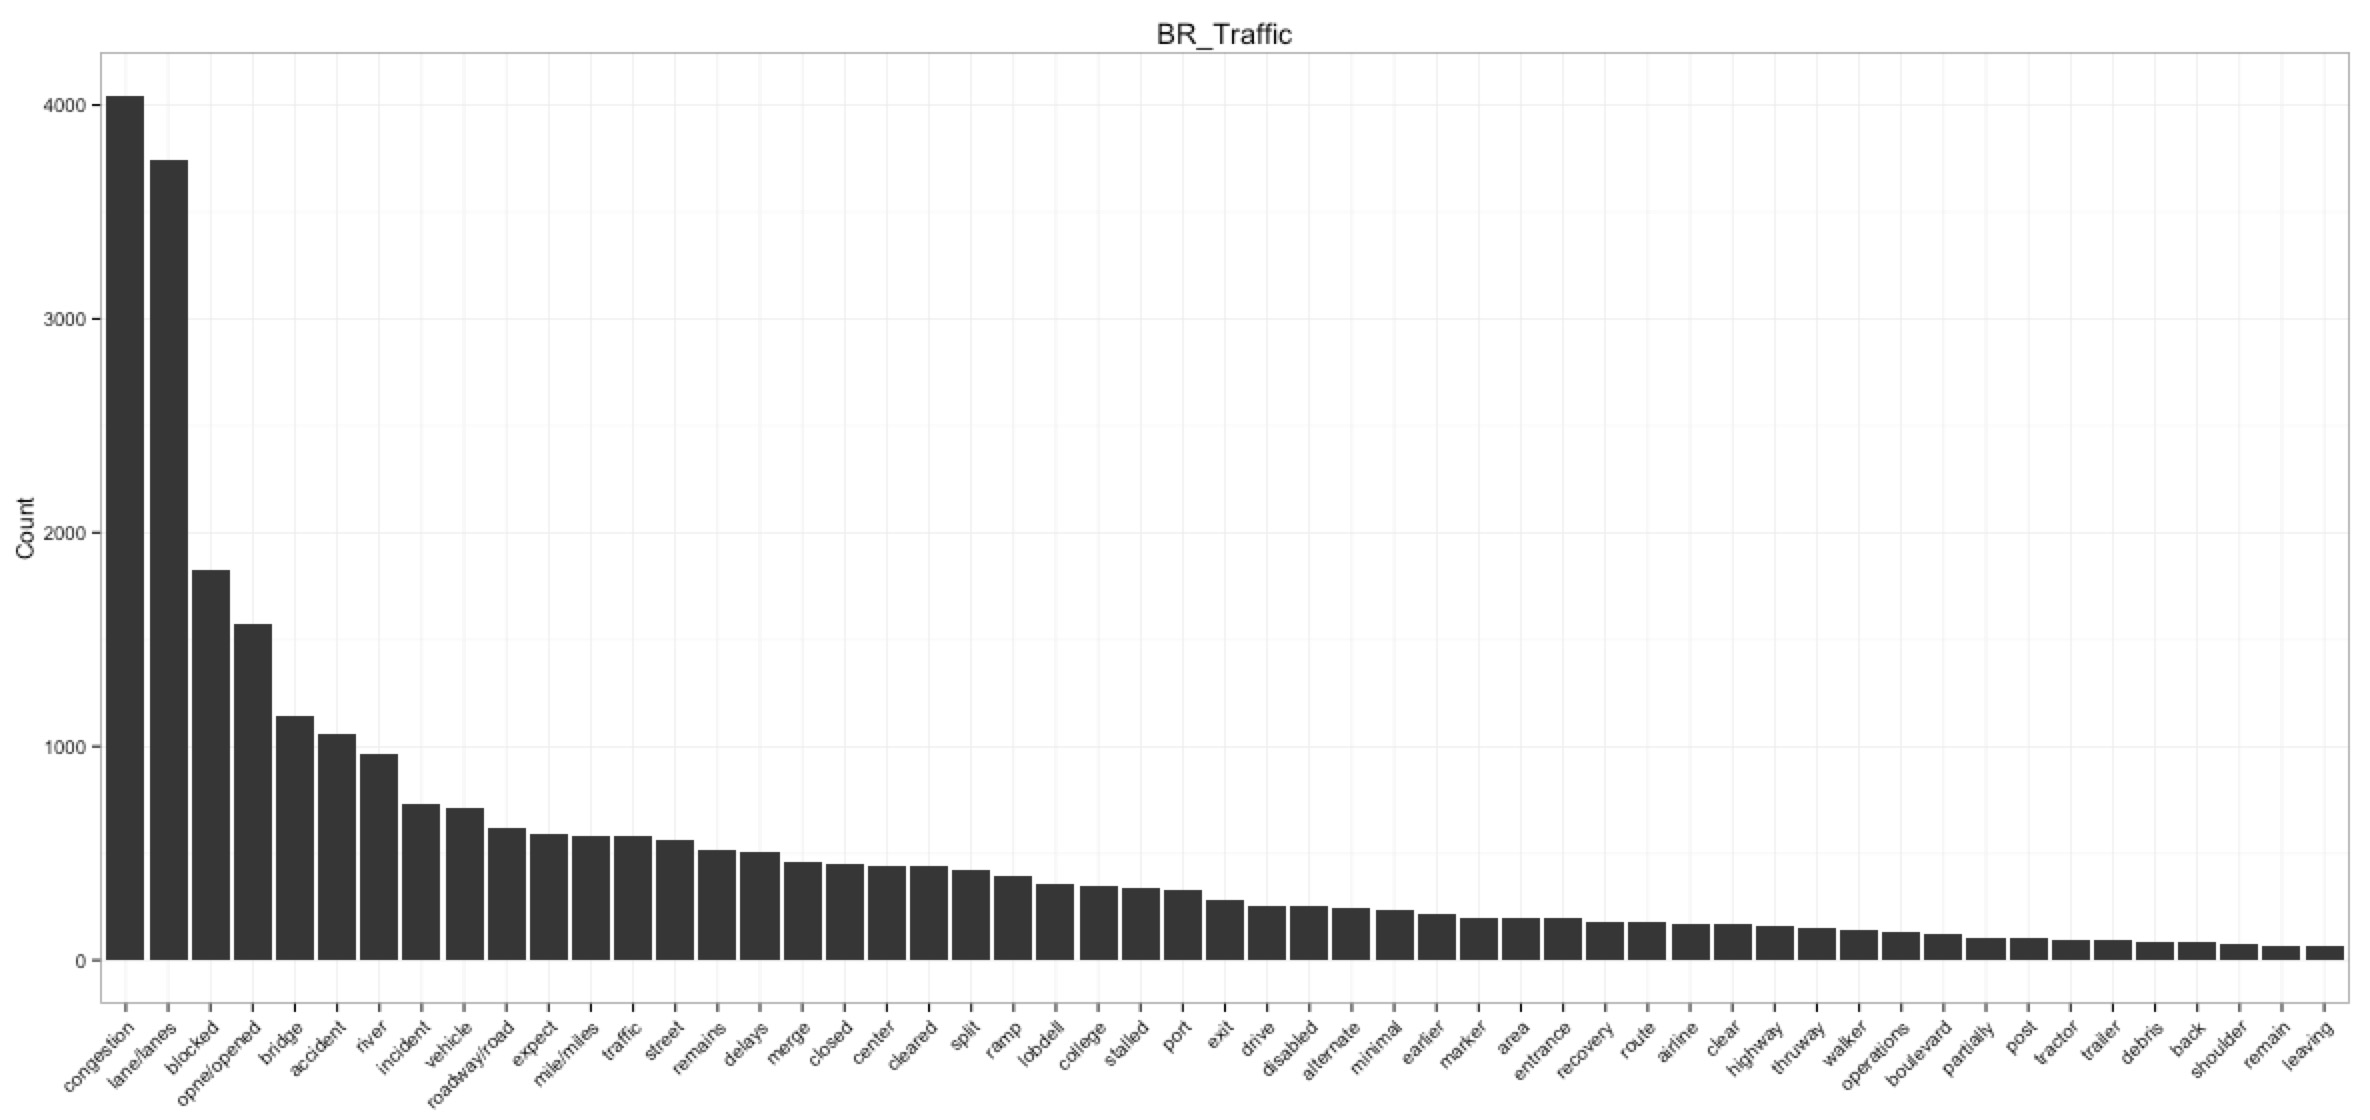 BR_Traffic
Count
4000
3000
2000
1000
0
congestion
lane/lanes
blocked
opne/opened
bridge
accident
river
incident
vehicle
roadway/road
expect
mile/miles
traffic
street
remains
delays
merge
closed
center
cleared
split
ramp
lobdell
college
stalled
port
exit
drive
disabled
alternate
minimal
earlier
marker
area
entrance
recovery
route
airline
clear
highway
thruway
walker
operations
boulevard
partially
post
tractor
trailer
debris
back
shoulder
remain
leaving